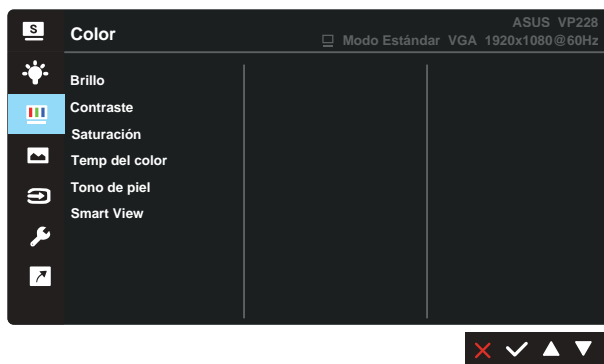 S
Color
ASUS VP228
Modo Estándar VGA 1920x1080@60Hz
Brillo
Contraste
Saturación
Temp del color
Tono de piel
Smart View